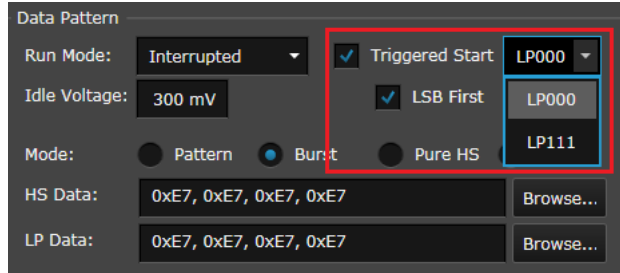 Data Pattern
Run Mode: Interrupted Triggered Start LP000
Idle Voltage: 300 mV LSB First LP000
LP111
Mode: Pattern Burst Pure HS
HS Data: 0xE7, 0xE7, 0xE7, 0xE7 Browse...
LP Data: 0xE7, 0xE7, 0xE7, 0xE7 Browse...